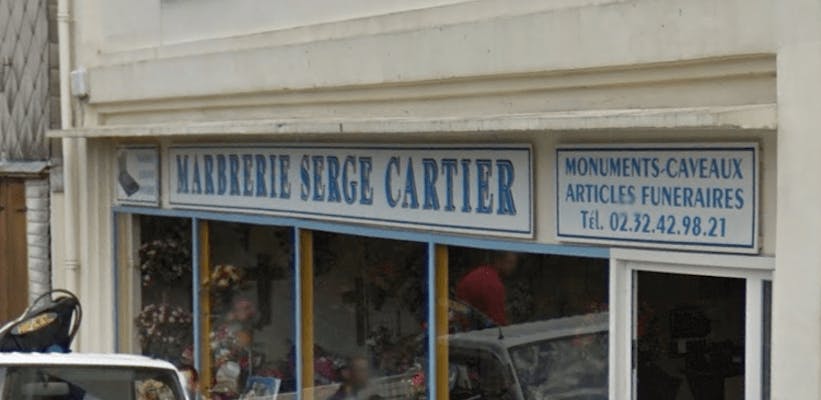 MARBRERIE SERGE CARTIER
MONUMENTS-CAVEAUX
ARTICLES FUNERAIRES
Tél. 02.32.42.98.21